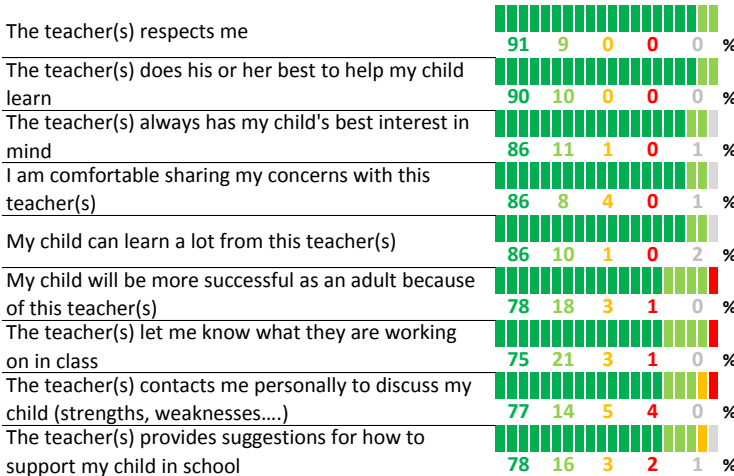 The teacher(s) respects me
91 9 0 0 0 %
The teacher(s) does his or her best to help my child
learn
90 10 0 0 0 %
The teacher(s) always has my child's best interest in
mind
86 11 1 0 1 %
I am comfortable sharing my concerns with this
teacher(s)
86 8 4 0 1 %
My child can learn a lot from this teacher(s)
86 10 1 0 2 %
My child will be more successful as an adult because
of this teacher(s)
78 18 3 1 0 %
The teacher(s) let me know what they are working
on in class
75 21 3 1 0 %
The teacher(s) contacts me personally to discuss my
child (strengths, weaknesses....)
77 14 5 4 0 %
The teacher(s) provides suggestions for how to
support my child in school
78 16 3 2 1 %